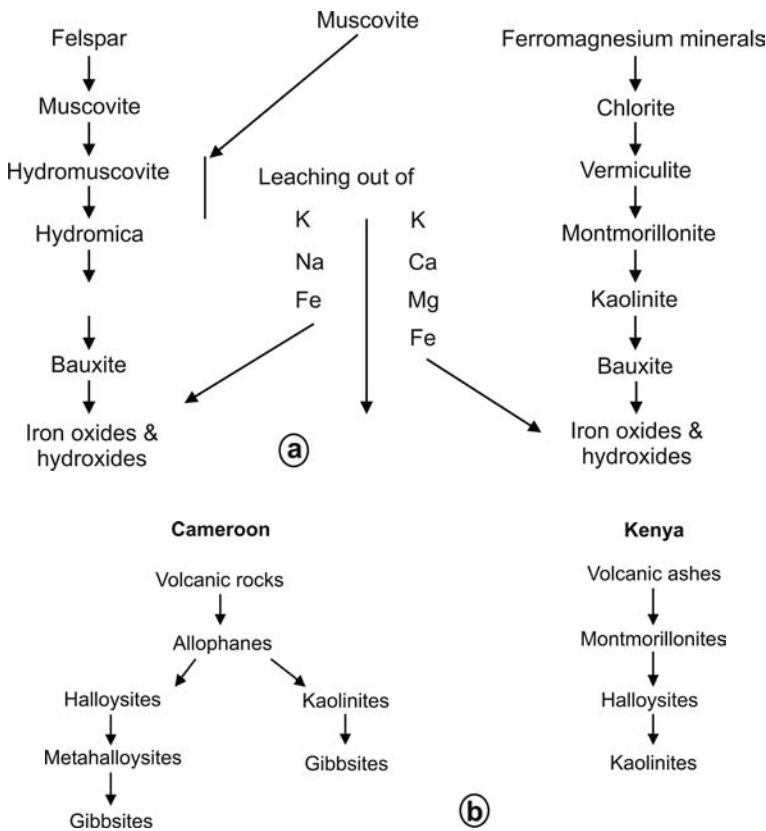 Felspar
Muscovite
Hydromuscovite
Hydromica
Bauxite
Iron oxides &
hydroxides
Muscovite
Leaching out of
K
Na
Fe
K
Ca
Mg
Fe
Ferromagnesium minerals
Chlorite
Vermiculite
Montmorillonite
Kaolinite
Bauxite
Iron oxides &
hydroxides
a
Cameroon
Volcanic rocks
Allophanes
Halloysites
Metahalloysites
Gibbsites
Kaolinites
Gibbsites
Kenya
Volcanic ashes
Montmorillonites
Halloysites
Kaolinites
b